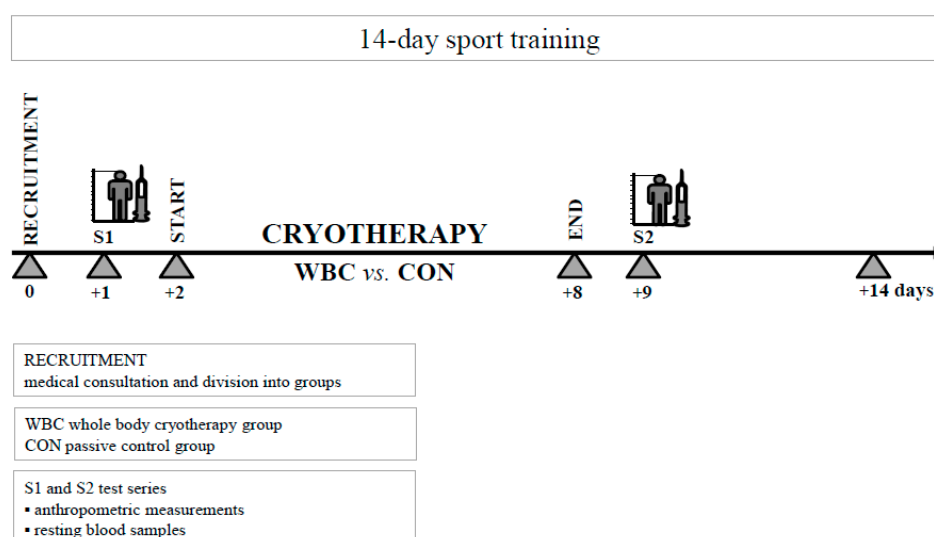 14-day sport training
RECRUITMENT
S1
START
CRYOTHERAPY
END
S2
WBC vs. CON
0
+1
+2
+8
+9
+14 days
RECRUITMENT
medical consultation and division into groups
WBC whole body cryotherapy group
CON passive control group
S1 and S2 test series
▪ anthropometric measurements
▪ resting blood samples